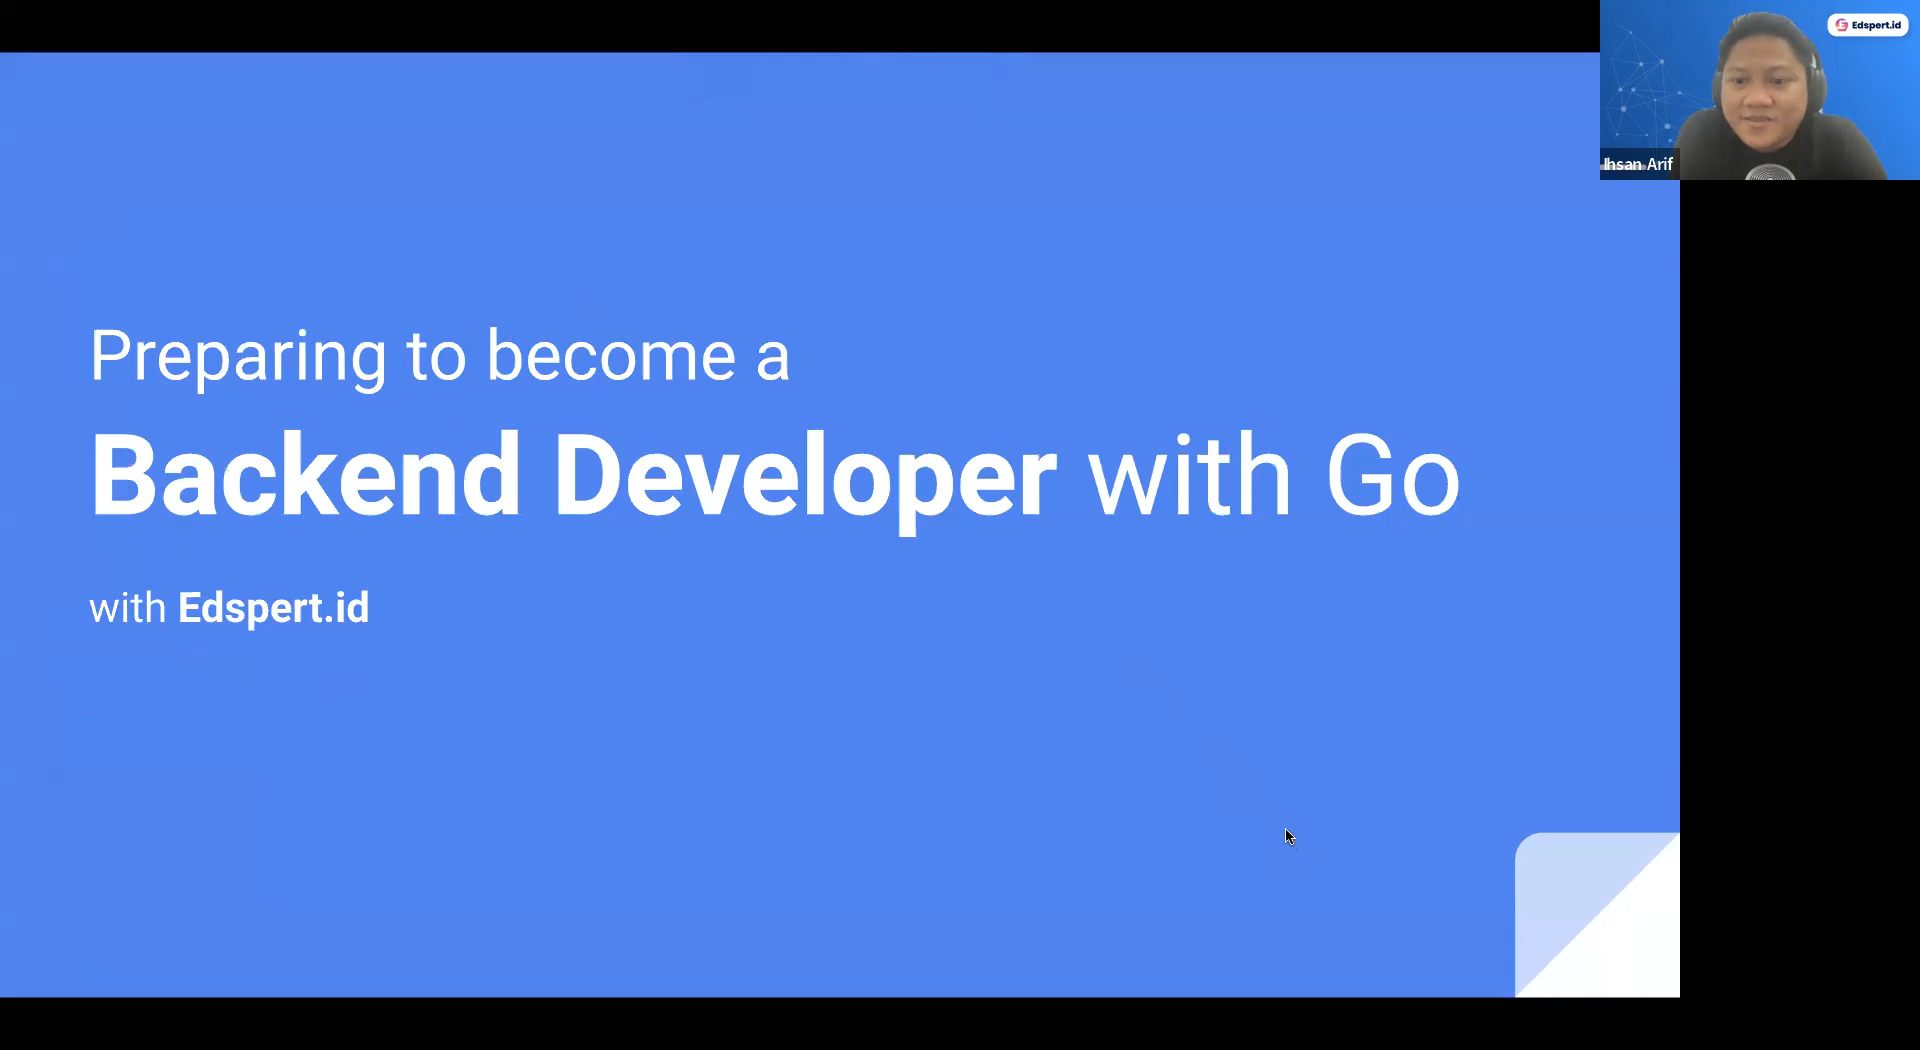 Preparing to become a
Backend Developer with Go
with Edspert.id
Edspert.id
Ihsan Arif